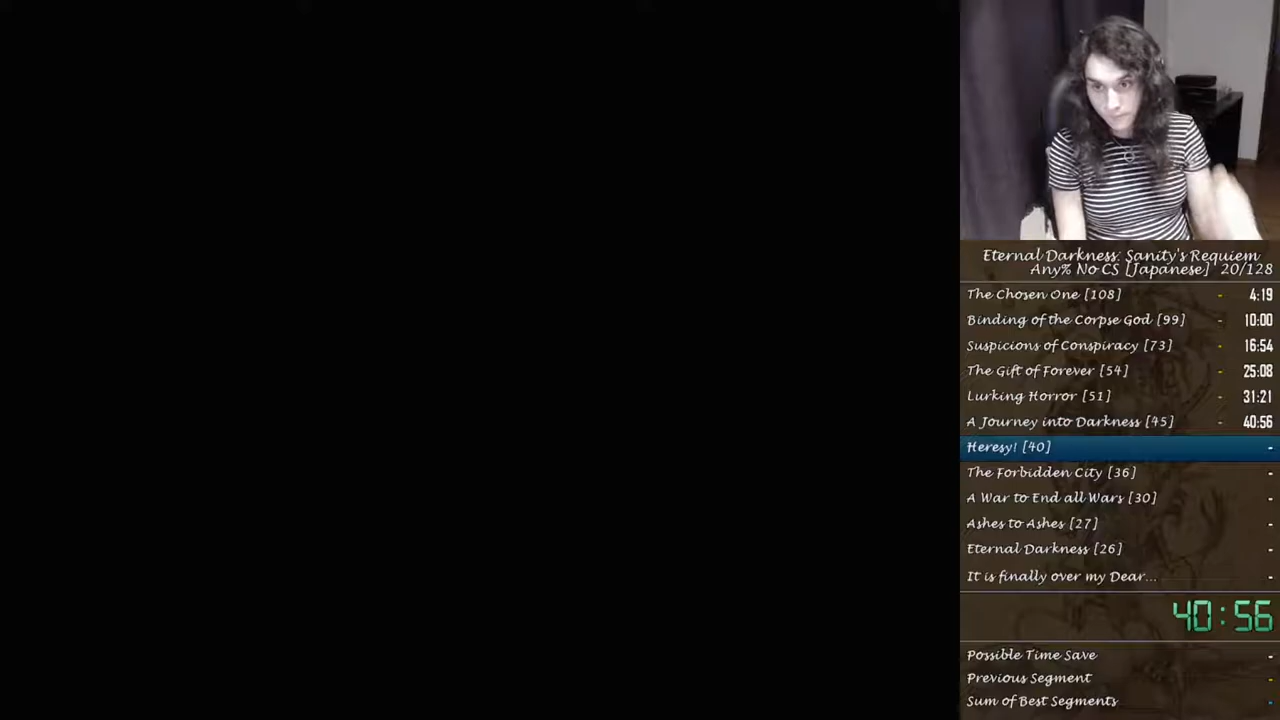 Eternal Darkness: Sanity's Requiem
Any% No CS [Japanese] 20/128
The Chosen One [108] - 4:19
Binding of the Corpse God [99] - 10:00
Suspicions of Conspiracy [73] - 16:54
The Gift of Forever [54] - 25:08
Lurking Horror [51] - 31:21
A Journey into Darkness [45] - 40:56
Heresy! [40] -
The Forbidden City [36] -
A War to End all Wars [30] -
Ashes to Ashes [27] -
Eternal Darkness [26] -
It is finally over my Dear... -
40:56
Possible Time Save -
Previous Segment -
Sum of Best Segments -